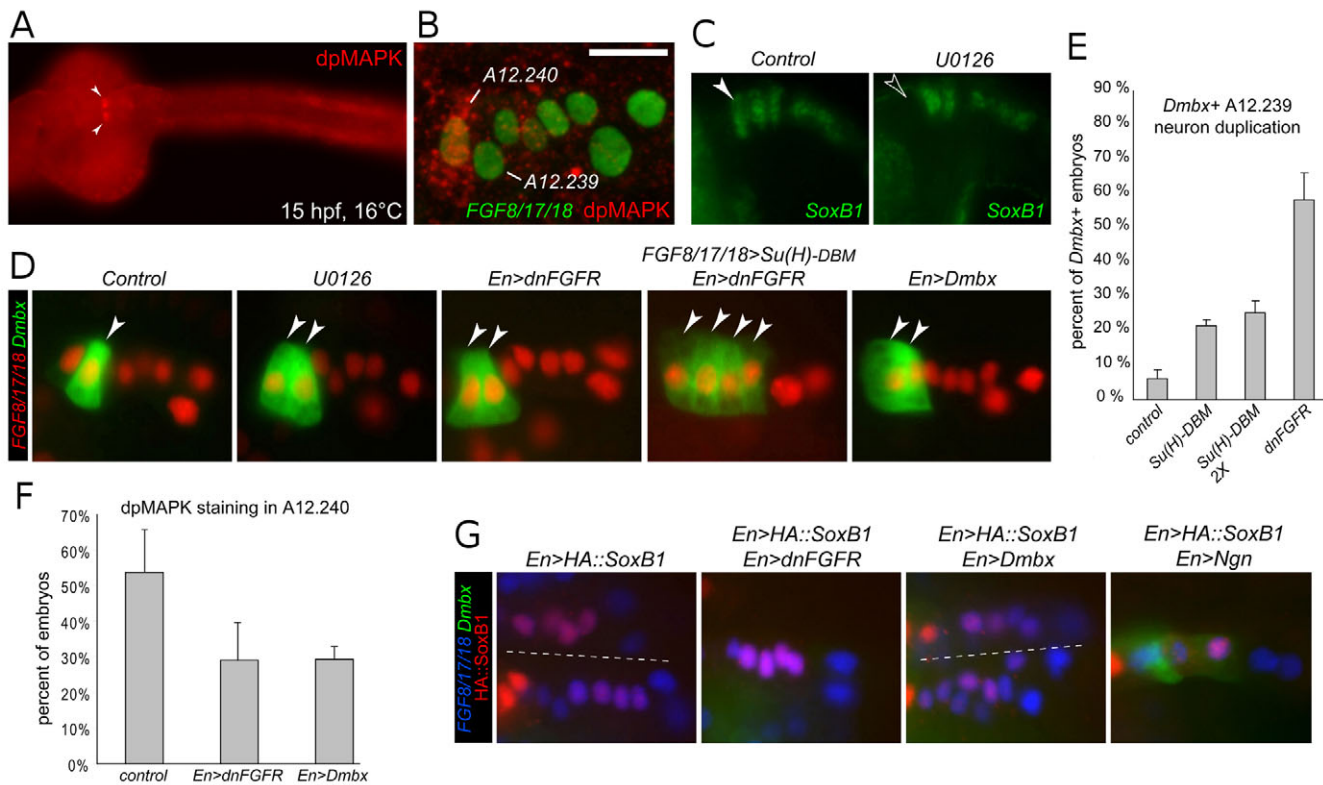 A
dpMAPK
15 hpf, 16°C
B
A12.240
A12.239
FGF8/17/18 dpMAPK
C
Control
U0126
SoxB1
SoxB1
D
Control
U0126
En>dnFGFR
FGF8/17/18>Su(H)-DBM
En>dnFGFR
En>Dmbx
FGF8/17/18 Dmbx
E
Dmbx+ A12.239
neuron duplication
percent of Dmbx+ embryos
90 %
80 %
70 %
60 %
50 %
40 %
30 %
20 %
10 %
0 %
control
Su(H)-DBM
Su(H)-DBM
2X
dnFGFR
F
dpMAPK staining in A12.240
percent of embryos
70%
60%
50%
40%
30%
20%
10%
0%
control
En>dnFGFR
En>Dmbx
G
En>HA::SoxB1
En>HA::SoxB1
En>dnFGFR
En>HA::SoxB1
En>Dmbx
En>HA::SoxB1
En>Ngn
FGF8/17/18 Dmbx
HA::SoxB1